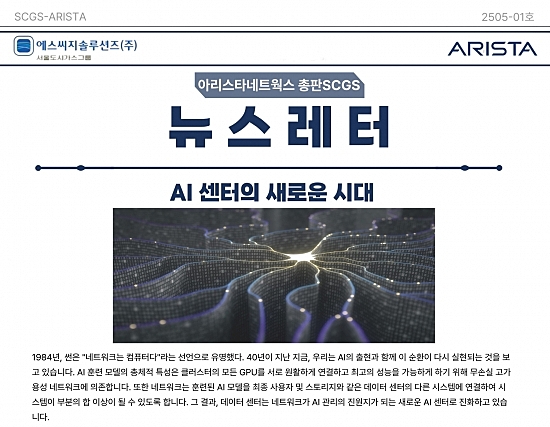 SCGS-ARISTA
2505-01호
에스씨지솔루션즈(주)
서울도시가스그룹
ARISTA
아리스타네트웍스 총판SCGS
뉴스레터
AI 센터의 새로운 시대
1984년, 썬은 "네트워크는 컴퓨터다"라는 선언으로 유명했다. 40년이 지난 지금, 우리는 AI의 출현과 함께 이 순환이 다시 실현되는 것을 보
고 있습니다. AI 훈련 모델의 총체적 특성은 클러스터의 모든 GPU를 서로 원활하게 연결하고 최고의 성능을 가능하게 하기 위해 무손실 고가
용성 네트워크에 의존합니다. 또한 네트워크는 훈련된 AI 모델을 최종 사용자 및 스토리지와 같은 데이터 센터의 다른 시스템에 연결하여 시
스템이 부분의 합 이상이 될 수 있도록 합니다. 그 결과, 데이터 센터는 네트워크가 AI 관리의 진원지가 되는 새로운 AI 센터로 진화하고 있습
니다.